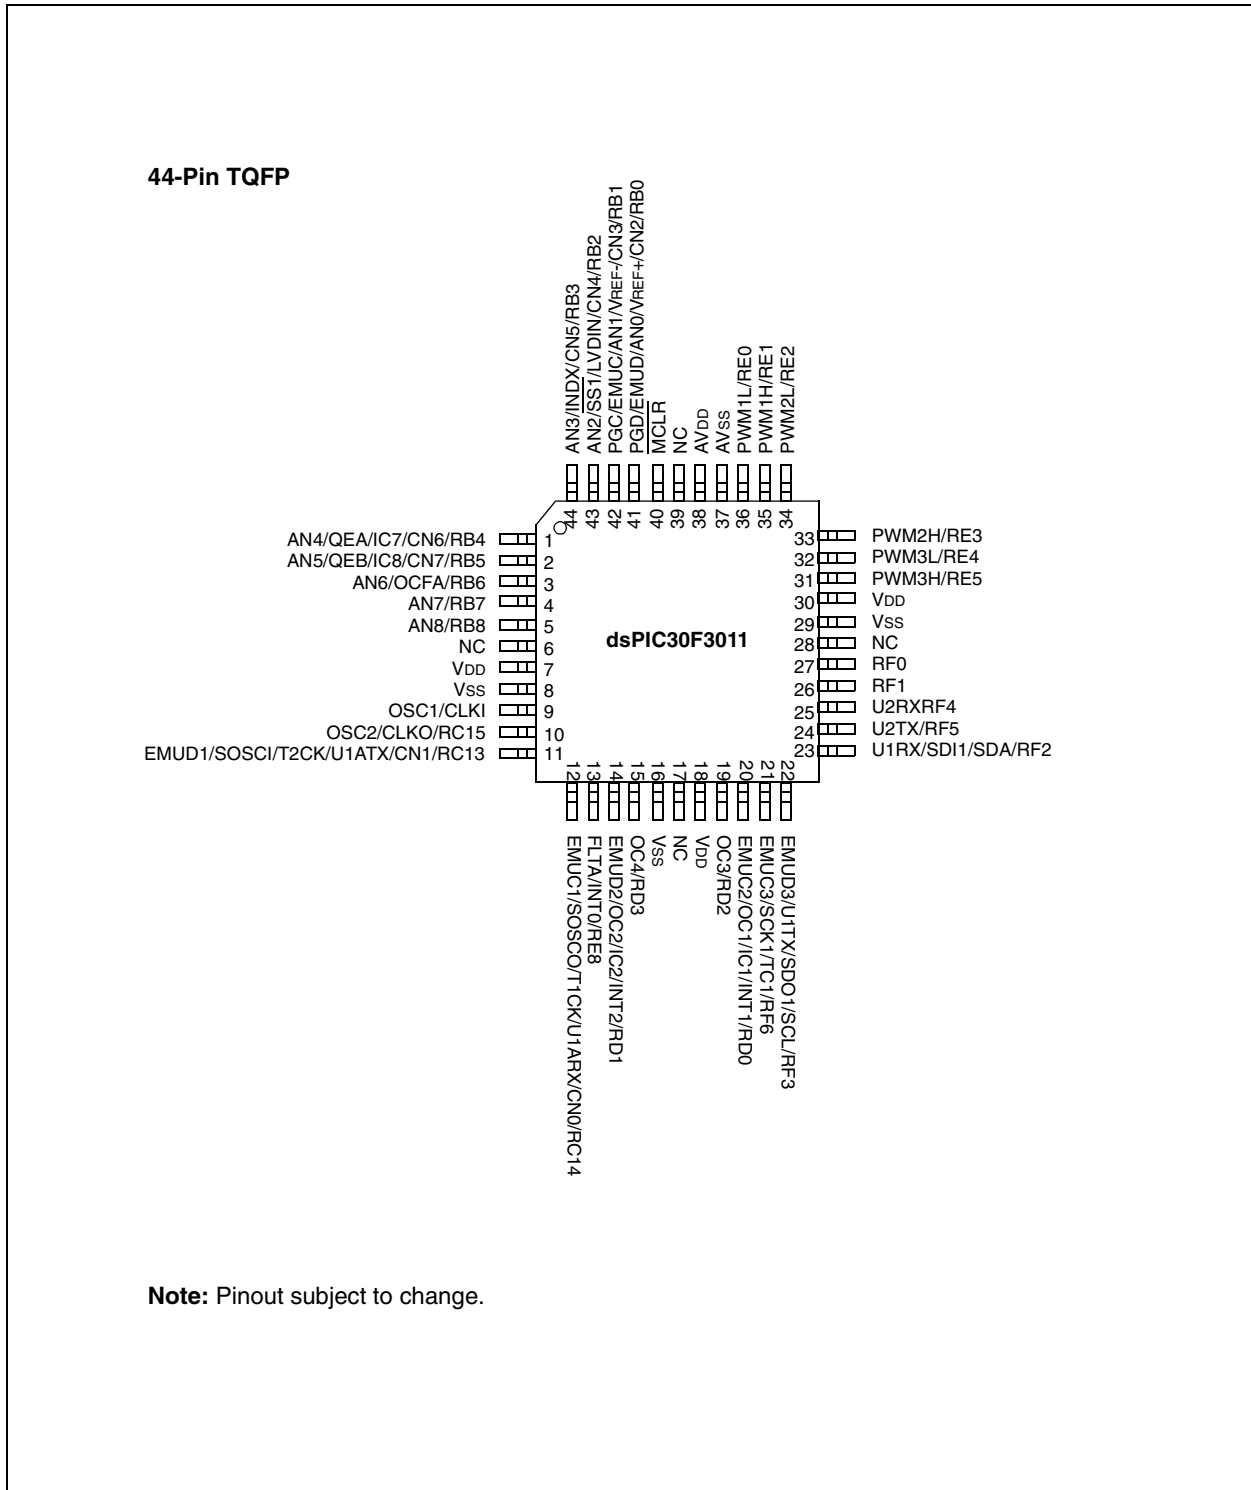 44-Pin TQFP
AN3/INDX/CN5/RB3
AN2/SS1/LVDIN/CN4/RB2
PGC/EMUC/AN1/VREF-/CN3/RB1
PGD/EMUD/AN0/VREF+/CN2/RB0
MCLR
NC
AVDD
AVSS
PWM1L/RE0
PWM1H/RE1
PWM2L/RE2
44
43
42
41
40
39
38
37
36
35
34
AN4/QEA/IC7/CN6/RB4 1
AN5/QEB/IC8/CN7/RB5 2
AN6/OCFA/RB6 3
AN7/RB7 4
AN8/RB8 5
NC 6
VDD 7
VSS 8
OSC1/CLKI 9
OSC2/CLKO/RC15 10
EMUD1/SOSCI/T2CK/U1ATX/CN1/RC13 11
dsPIC30F3011
33 PWM2H/RE3
32 PWM3L/RE4
31 PWM3H/RE5
30 VDD
29 VSS
28 NC
27 RF0
26 RF1
25 U2RXRF4
24 U2TX/RF5
23 U1RX/SDI1/SDA/RF2
12
13
14
15
16
17
18
19
20
21
22
EMUC1/SOSCO/T1CK/U1ARX/CN0/RC14
FLTA/INT0/RE8
EMUD2/OC2/IC2/INT2/RD1
OC4/RD3
VSS
NC
VDD
OC3/RD2
EMUC2/OC1/IC1/INT1/RD0
EMUC3/SCK1/TC1/RF6
EMUD3/U1TX/SDO1/SCL/RF3
Note: Pinout subject to change.